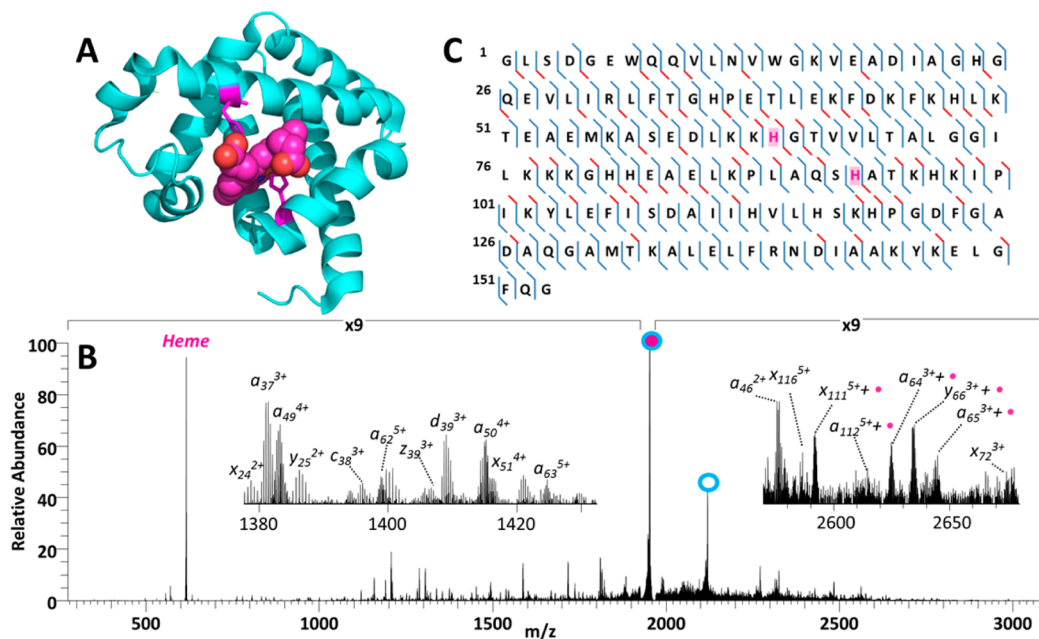 A
C
1 G L S D G E W Q Q V L N V W G K V E A D I A G H G
26 Q E V L I R L F T G H P E T L E K F D K F K H L K
51 T E A E M K A S E D L K K H G T V V L T A L G G I
76 L K K K G H H E A E L K P L A Q S H A T K H K I P
101 I K Y L E F I S D A I I H V L H S K H P G D F G A
126 D A Q G A M T K A L E L F R N D I A A K Y K E L G
151 F Q G
x9 x9
B
Heme
Relative Abundance
100
80
60
40
20
0
x24 2+
a37 3+
a49 4+
y25 2+
c38 3+
a62 5+
z39 3+
d39 3+
a50 4+
x51 4+
a63 5+
1380 1400 1420
a46 2+
x116 5+
x111 5++
a112 5++
a64 3++
y66 3++
a65 3++
x72 3+
2600 2650
500 1000 1500 2000 2500 3000
m/z